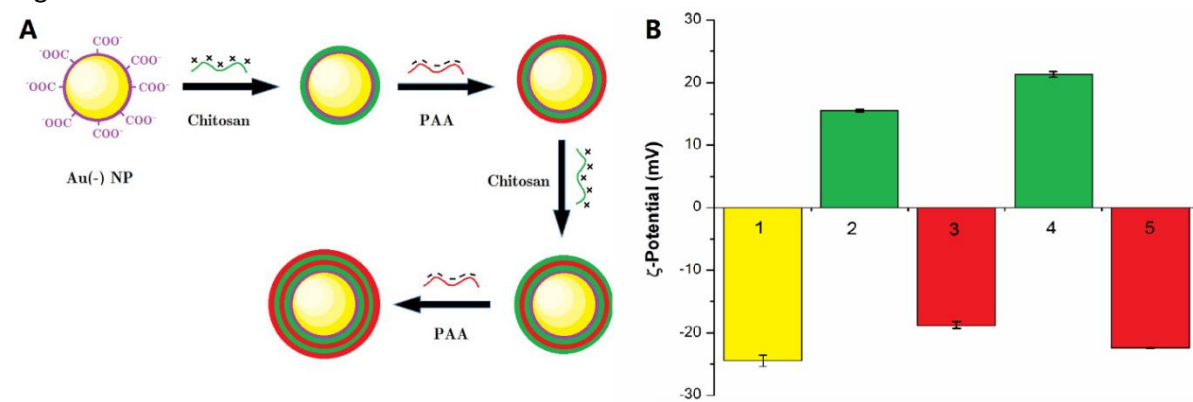 A
COO⁻
⁻OOC
COO⁻
⁻OOC
COO⁻
⁻OOC
COO⁻
COO⁻
Au(-) NP
Chitosan
PAA
Chitosan
PAA
B
ζ-Potential (mV)
30
20
10
0
-10
-20
-30
1
2
3
4
5